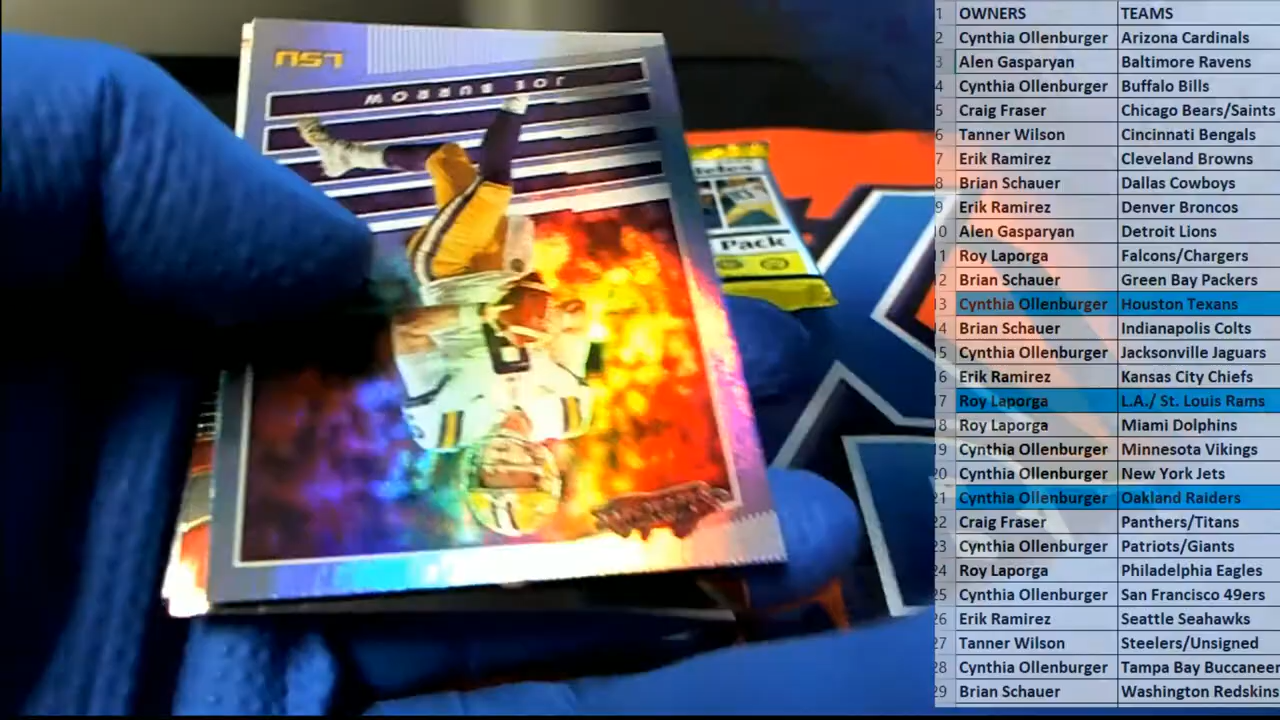 LSU
JOE BURROW
9
Pack
1 OWNERS TEAMS
2 Cynthia Ollenburger Arizona Cardinals
3 Alen Gasparyan Baltimore Ravens
4 Cynthia Ollenburger Buffalo Bills
5 Craig Fraser Chicago Bears/Saints
6 Tanner Wilson Cincinnati Bengals
7 Erik Ramirez Cleveland Browns
8 Brian Schauer Dallas Cowboys
9 Erik Ramirez Denver Broncos
10 Alen Gasparyan Detroit Lions
11 Roy Laporga Falcons/Chargers
12 Brian Schauer Green Bay Packers
13 Cynthia Ollenburger Houston Texans
14 Brian Schauer Indianapolis Colts
15 Cynthia Ollenburger Jacksonville Jaguars
16 Erik Ramirez Kansas City Chiefs
17 Roy Laporga L.A./ St. Louis Rams
18 Roy Laporga Miami Dolphins
19 Cynthia Ollenburger Minnesota Vikings
20 Cynthia Ollenburger New York Jets
21 Cynthia Ollenburger Oakland Raiders
22 Craig Fraser Panthers/Titans
23 Cynthia Ollenburger Patriots/Giants
24 Roy Laporga Philadelphia Eagles
25 Cynthia Ollenburger San Francisco 49ers
26 Erik Ramirez Seattle Seahawks
27 Tanner Wilson Steelers/Unsigned
28 Cynthia Ollenburger Tampa Bay Buccaneer
29 Brian Schauer Washington Redskins